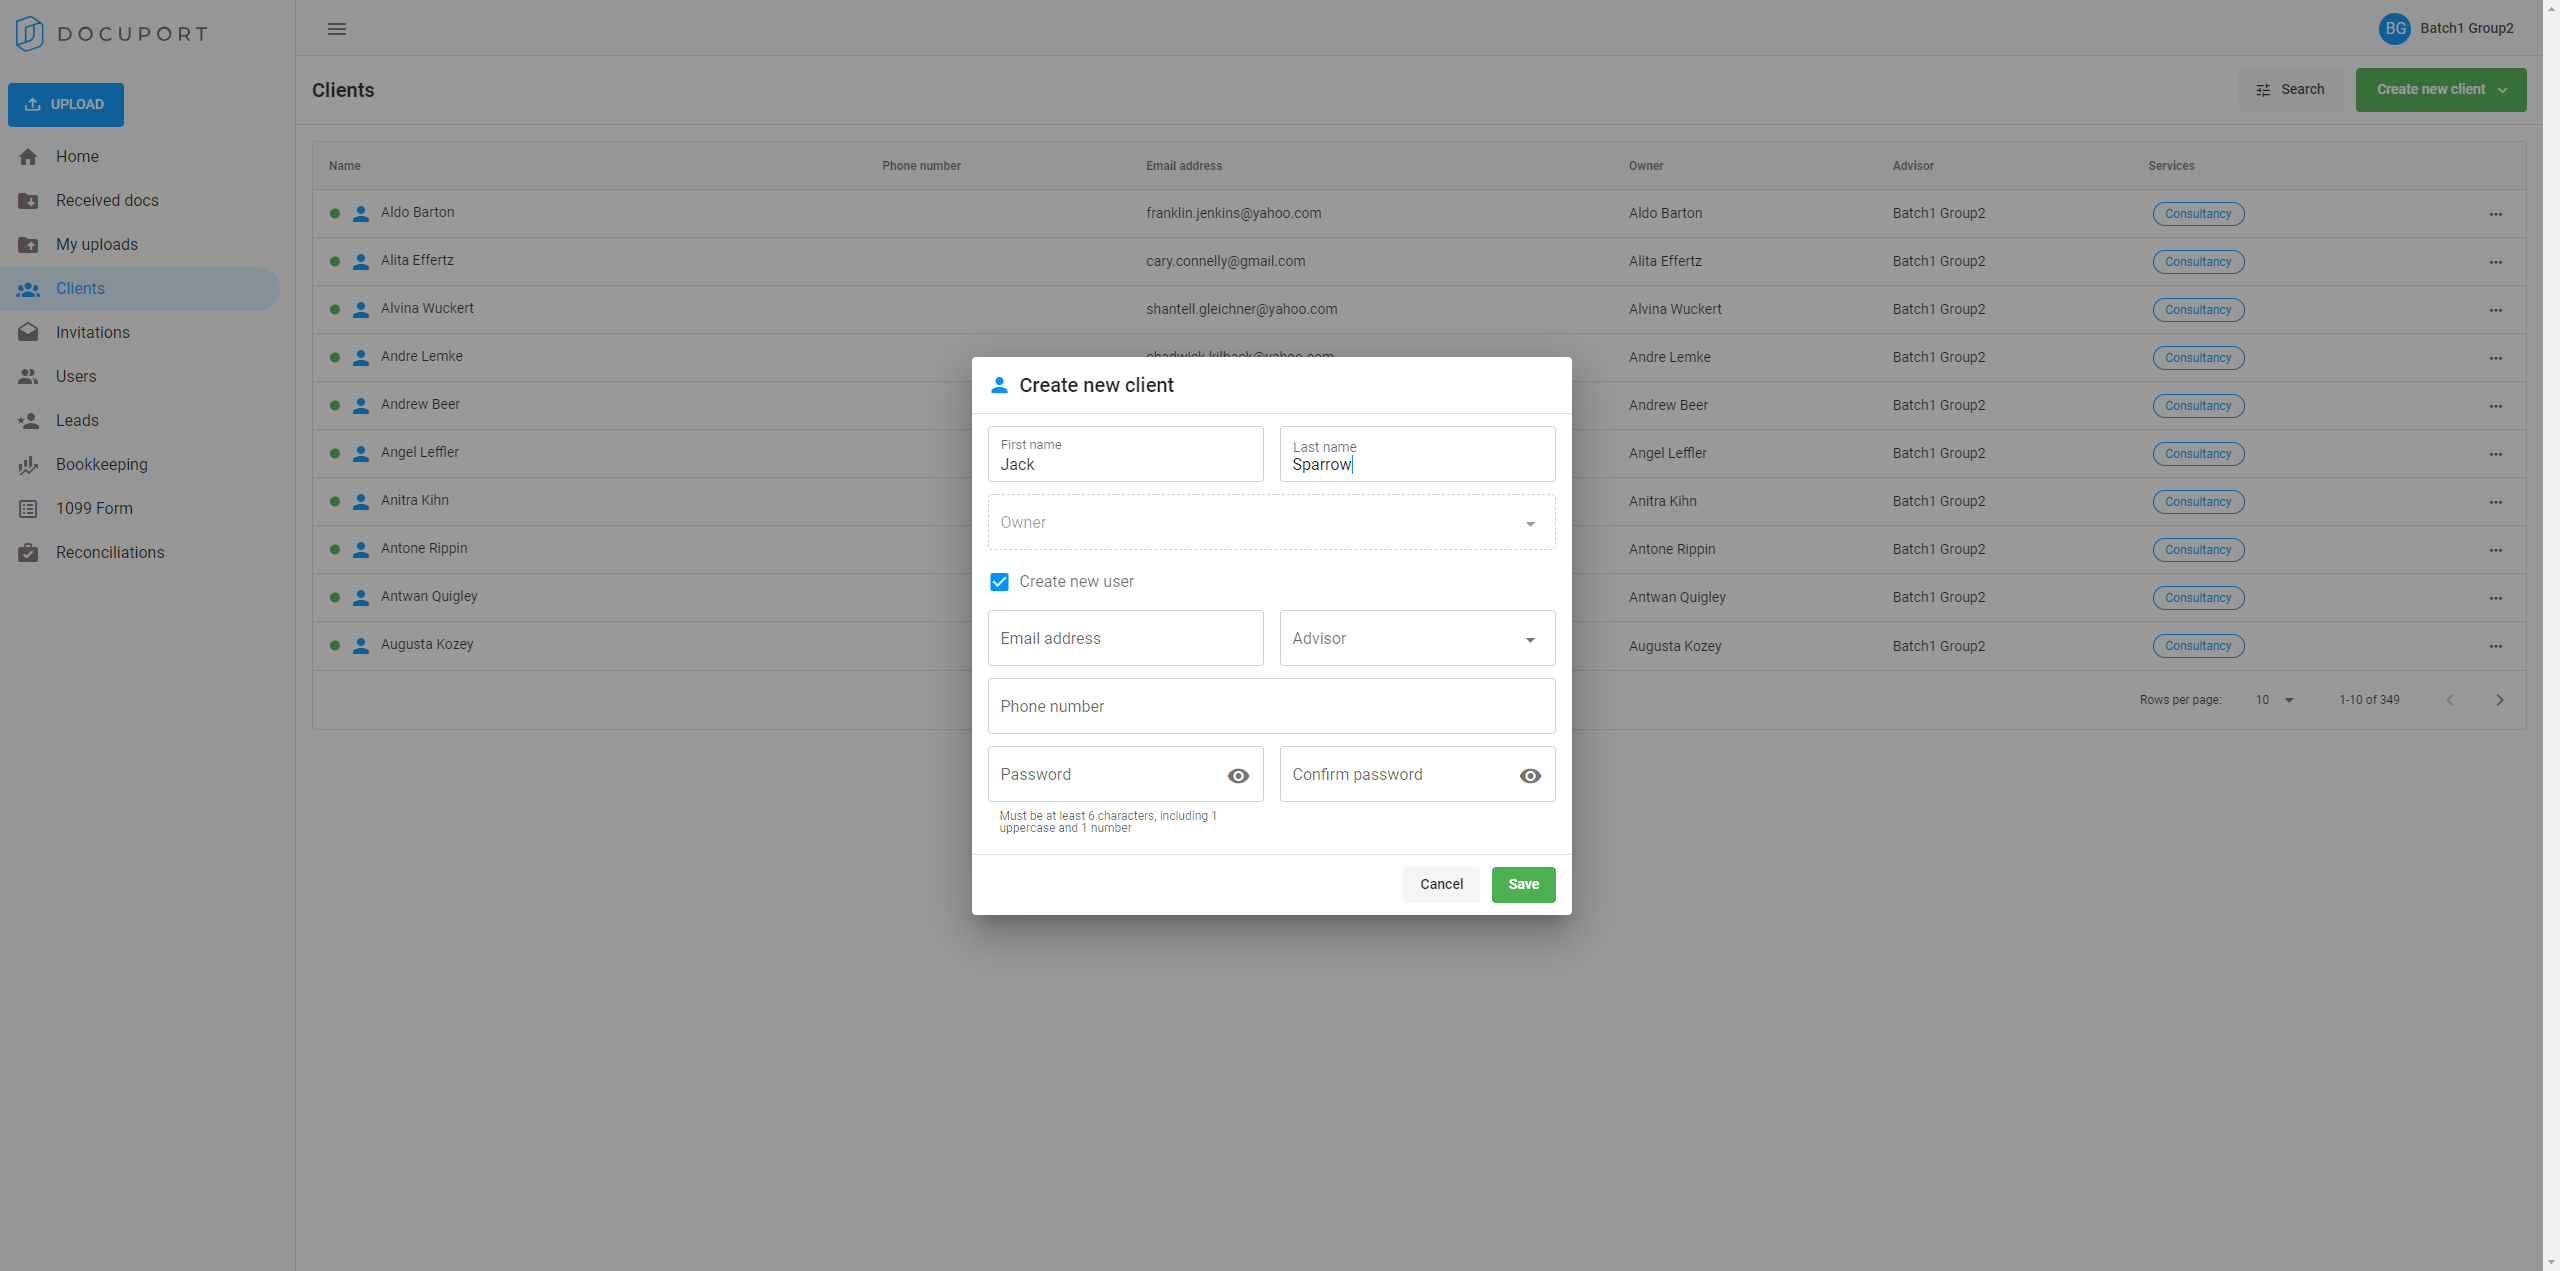 DOCUPORT
BG Batch1 Group2
UPLOAD
Home
Received docs
My uploads
Clients
Invitations
Users
Leads
Bookkeeping
1099 Form
Reconciliations
Clients
Search
Create new client
Name Phone number Email address Owner Advisor Services
Aldo Barton franklin.jenkins@yahoo.com Aldo Barton Batch1 Group2 Consultancy
Alita Effertz cary.connelly@gmail.com Alita Effertz Batch1 Group2 Consultancy
Alvina Wuckert shantell.gleichner@yahoo.com Alvina Wuckert Batch1 Group2 Consultancy
Andre Lemke chadwick.kilback@yahoo.com Andre Lemke Batch1 Group2 Consultancy
Andrew Beer Andrew Beer Batch1 Group2 Consultancy
Angel Leffler Angel Leffler Batch1 Group2 Consultancy
Anitra Kihn Anitra Kihn Batch1 Group2 Consultancy
Antone Rippin Antone Rippin Batch1 Group2 Consultancy
Antwan Quigley Antwan Quigley Batch1 Group2 Consultancy
Augusta Kozey Augusta Kozey Batch1 Group2 Consultancy
Rows per page: 10 1-10 of 349
Create new client
First name
Jack
Last name
Sparrow
Owner
Create new user
Email address
Advisor
Phone number
Password
Confirm password
Must be at least 6 characters, including 1
uppercase and 1 number
Cancel
Save